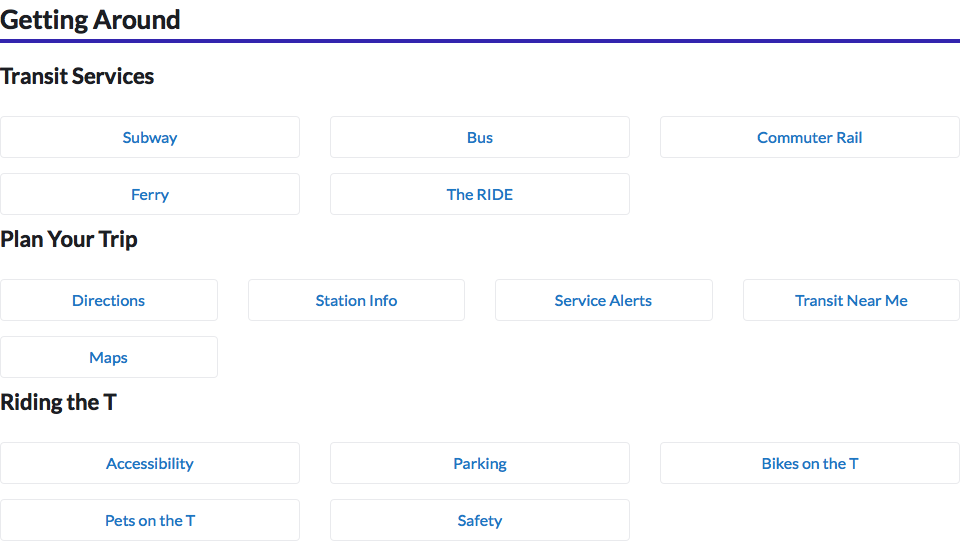 Getting Around
Transit Services
Subway
Bus
Commuter Rail
Ferry
The RIDE
Plan Your Trip
Directions
Station Info
Service Alerts
Transit Near Me
Maps
Riding the T
Accessibility
Parking
Bikes on the T
Pets on the T
Safety